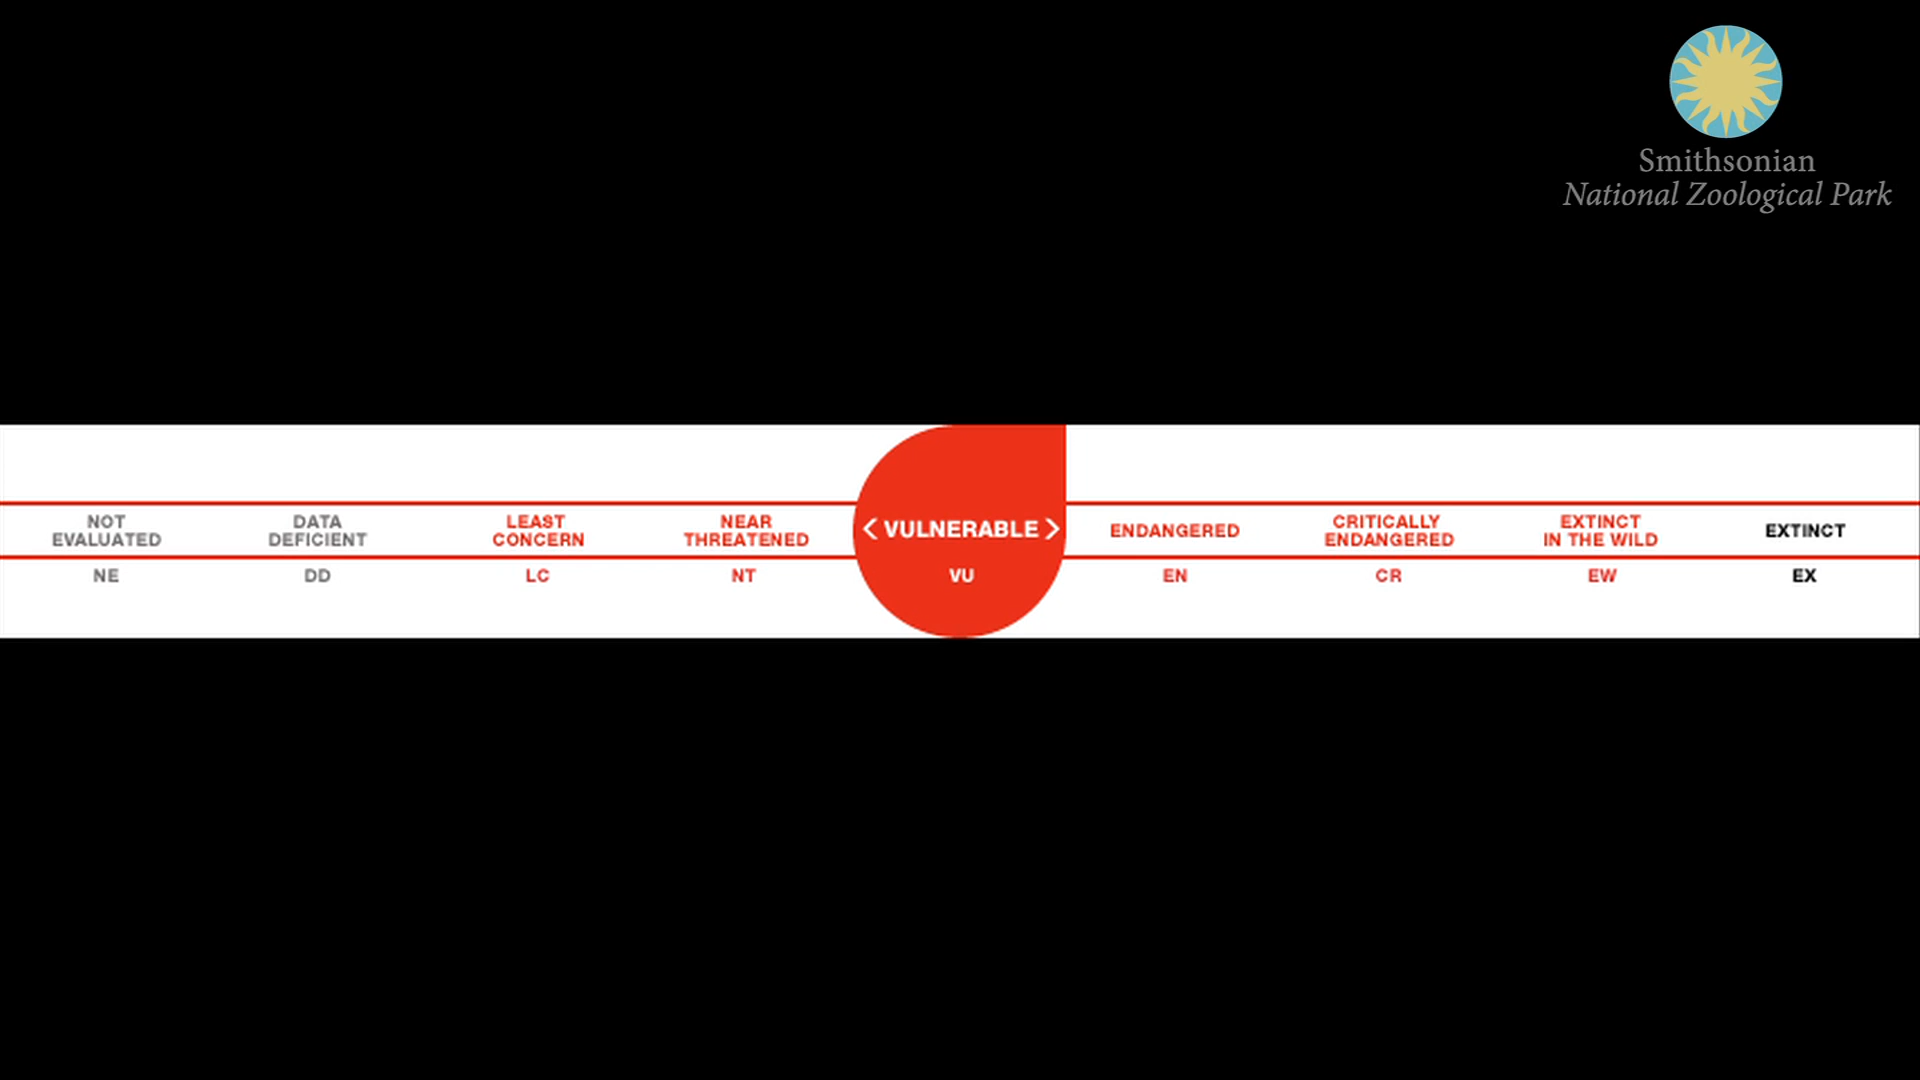 Smithsonian
National Zoological Park
NOT
EVALUATED
NE
DATA
DEFICIENT
DD
LEAST
CONCERN
LC
NEAR
THREATENED
NT
< VULNERABLE >
VU
ENDANGERED
EN
CRITICALLY
ENDANGERED
CR
EXTINCT
IN THE WILD
EW
EXTINCT
EX